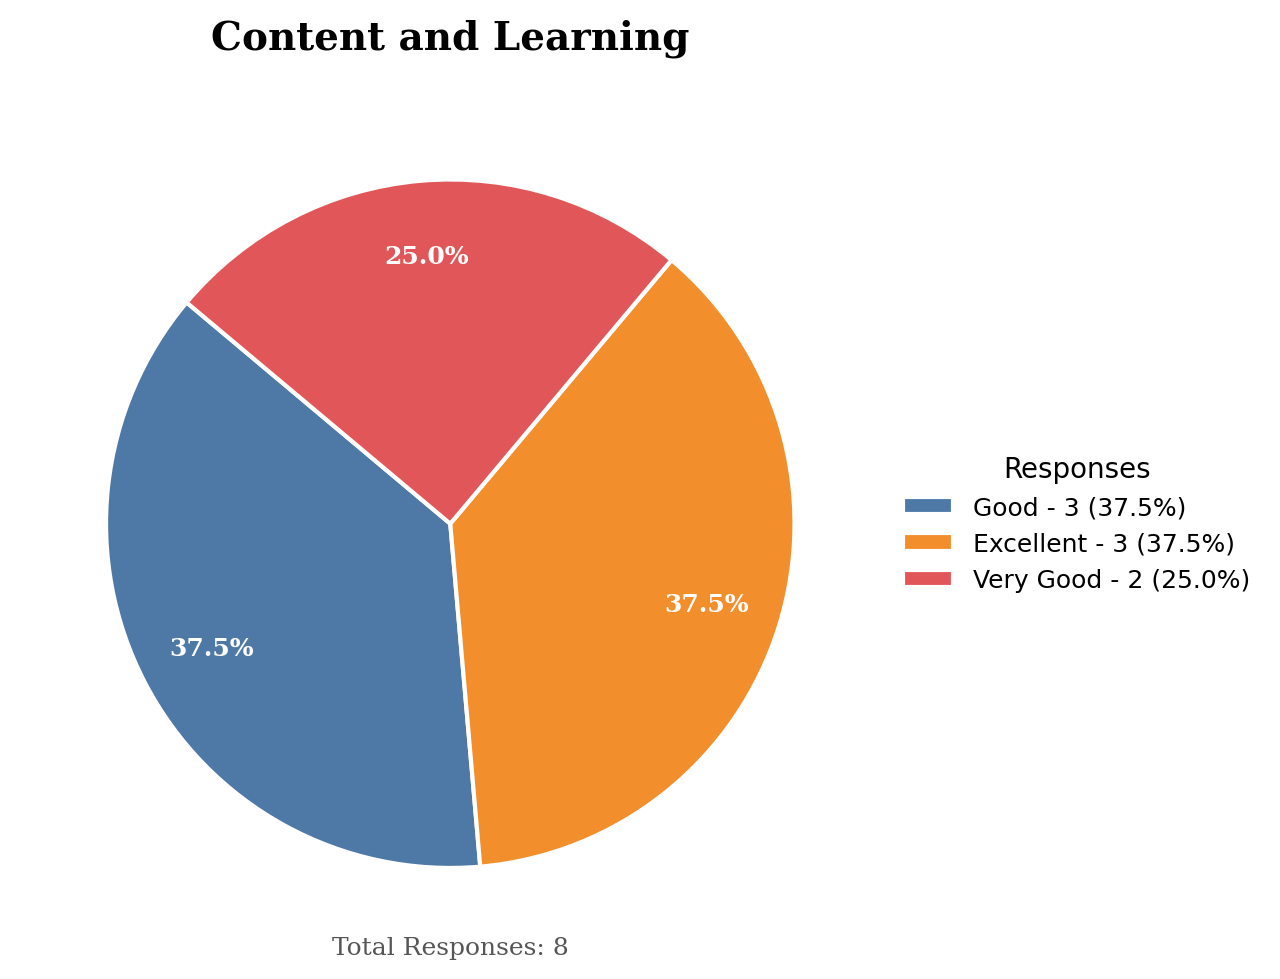 Content and Learning
25.0%
37.5%
37.5%
Responses
Good - 3 (37.5%)
Excellent - 3 (37.5%)
Very Good - 2 (25.0%)
Total Responses: 8